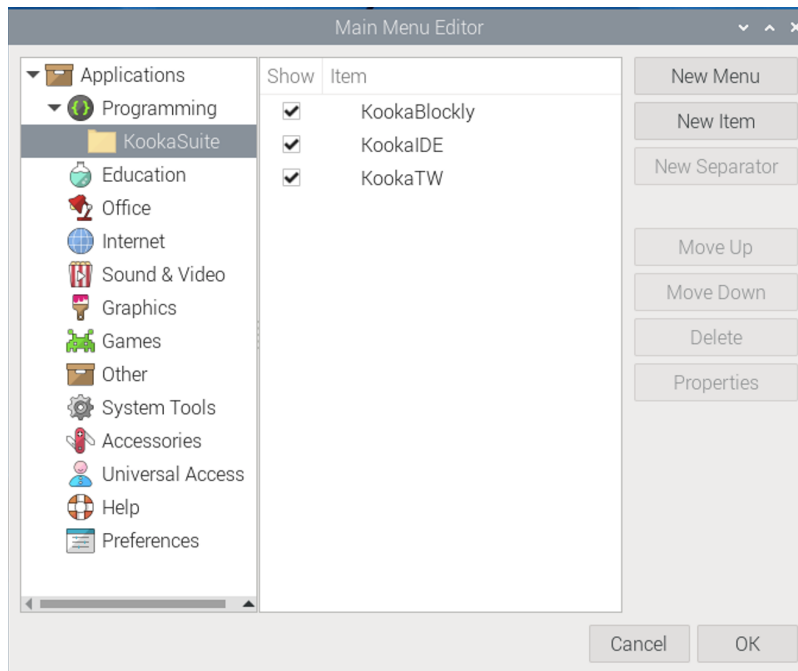 Main Menu Editor
Applications
Programming
KookaSuite
Education
Office
Internet
Sound & Video
Graphics
Games
Other
System Tools
Accessories
Universal Access
Help
Preferences
Show Item
KookaBlockly
KookaIDE
KookaTW
New Menu
New Item
New Separator
Move Up
Move Down
Delete
Properties
Cancel OK